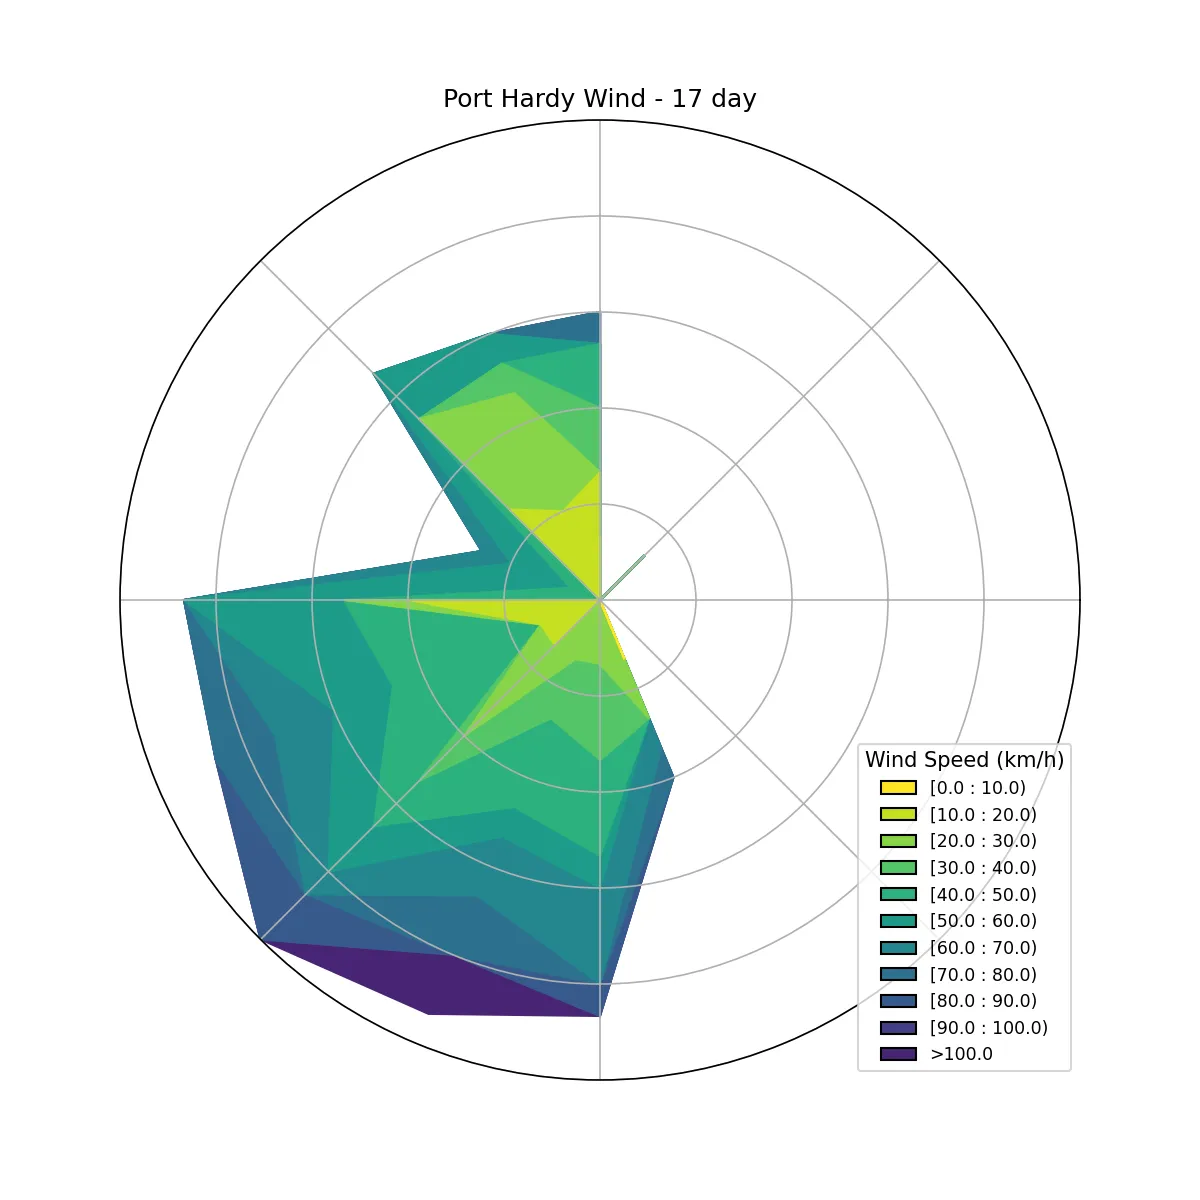 Port Hardy Wind - 17 day
Wind Speed (km/h)
[0.0 : 10.0)
[10.0 : 20.0)
[20.0 : 30.0)
[30.0 : 40.0)
[40.0 : 50.0)
[50.0 : 60.0)
[60.0 : 70.0)
[70.0 : 80.0)
[80.0 : 90.0)
[90.0 : 100.0)
>100.0